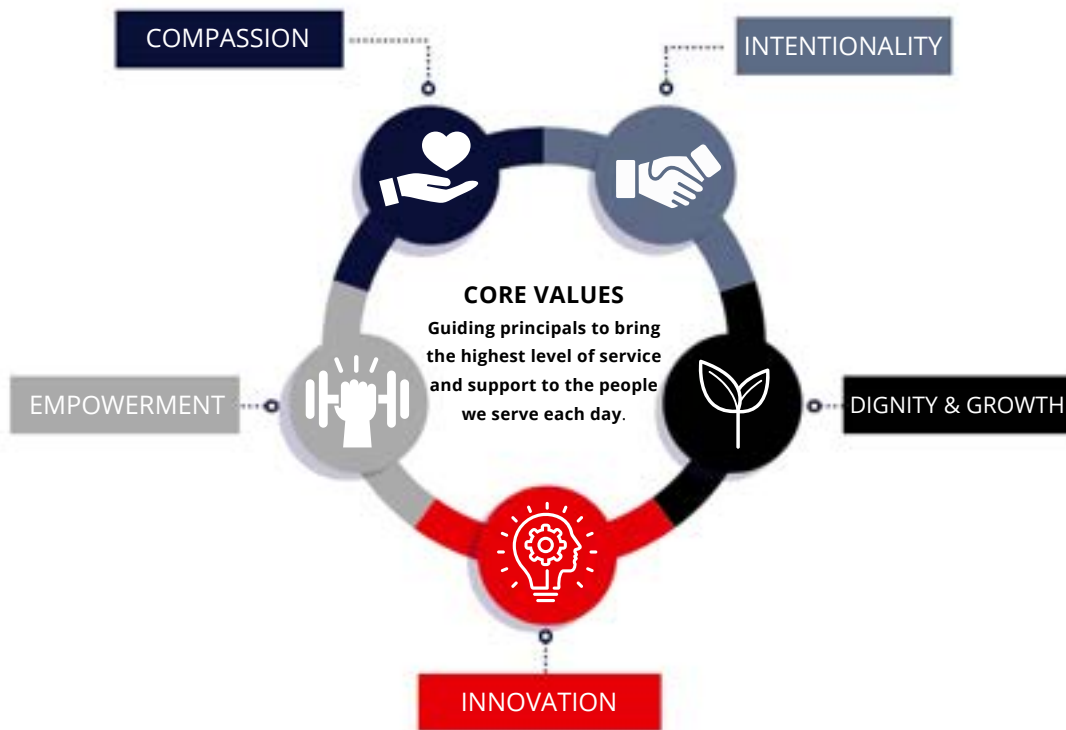 COMPASSION
INTENTIONALITY
CORE VALUES
Guiding principals to bring
the highest level of service
and support to the people
we serve each day.
EMPOWERMENT
DIGNITY & GROWTH
INNOVATION